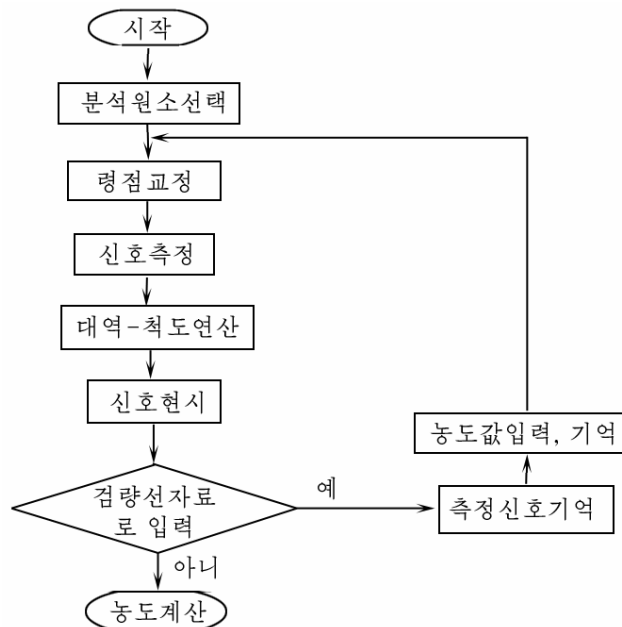 시작
분석원소선택
령점교정
신호측정
대역-척도연산
신호현시
검량선자료
로 입력
예
측정신호기억
농도값입력, 기억
아니
농도계산